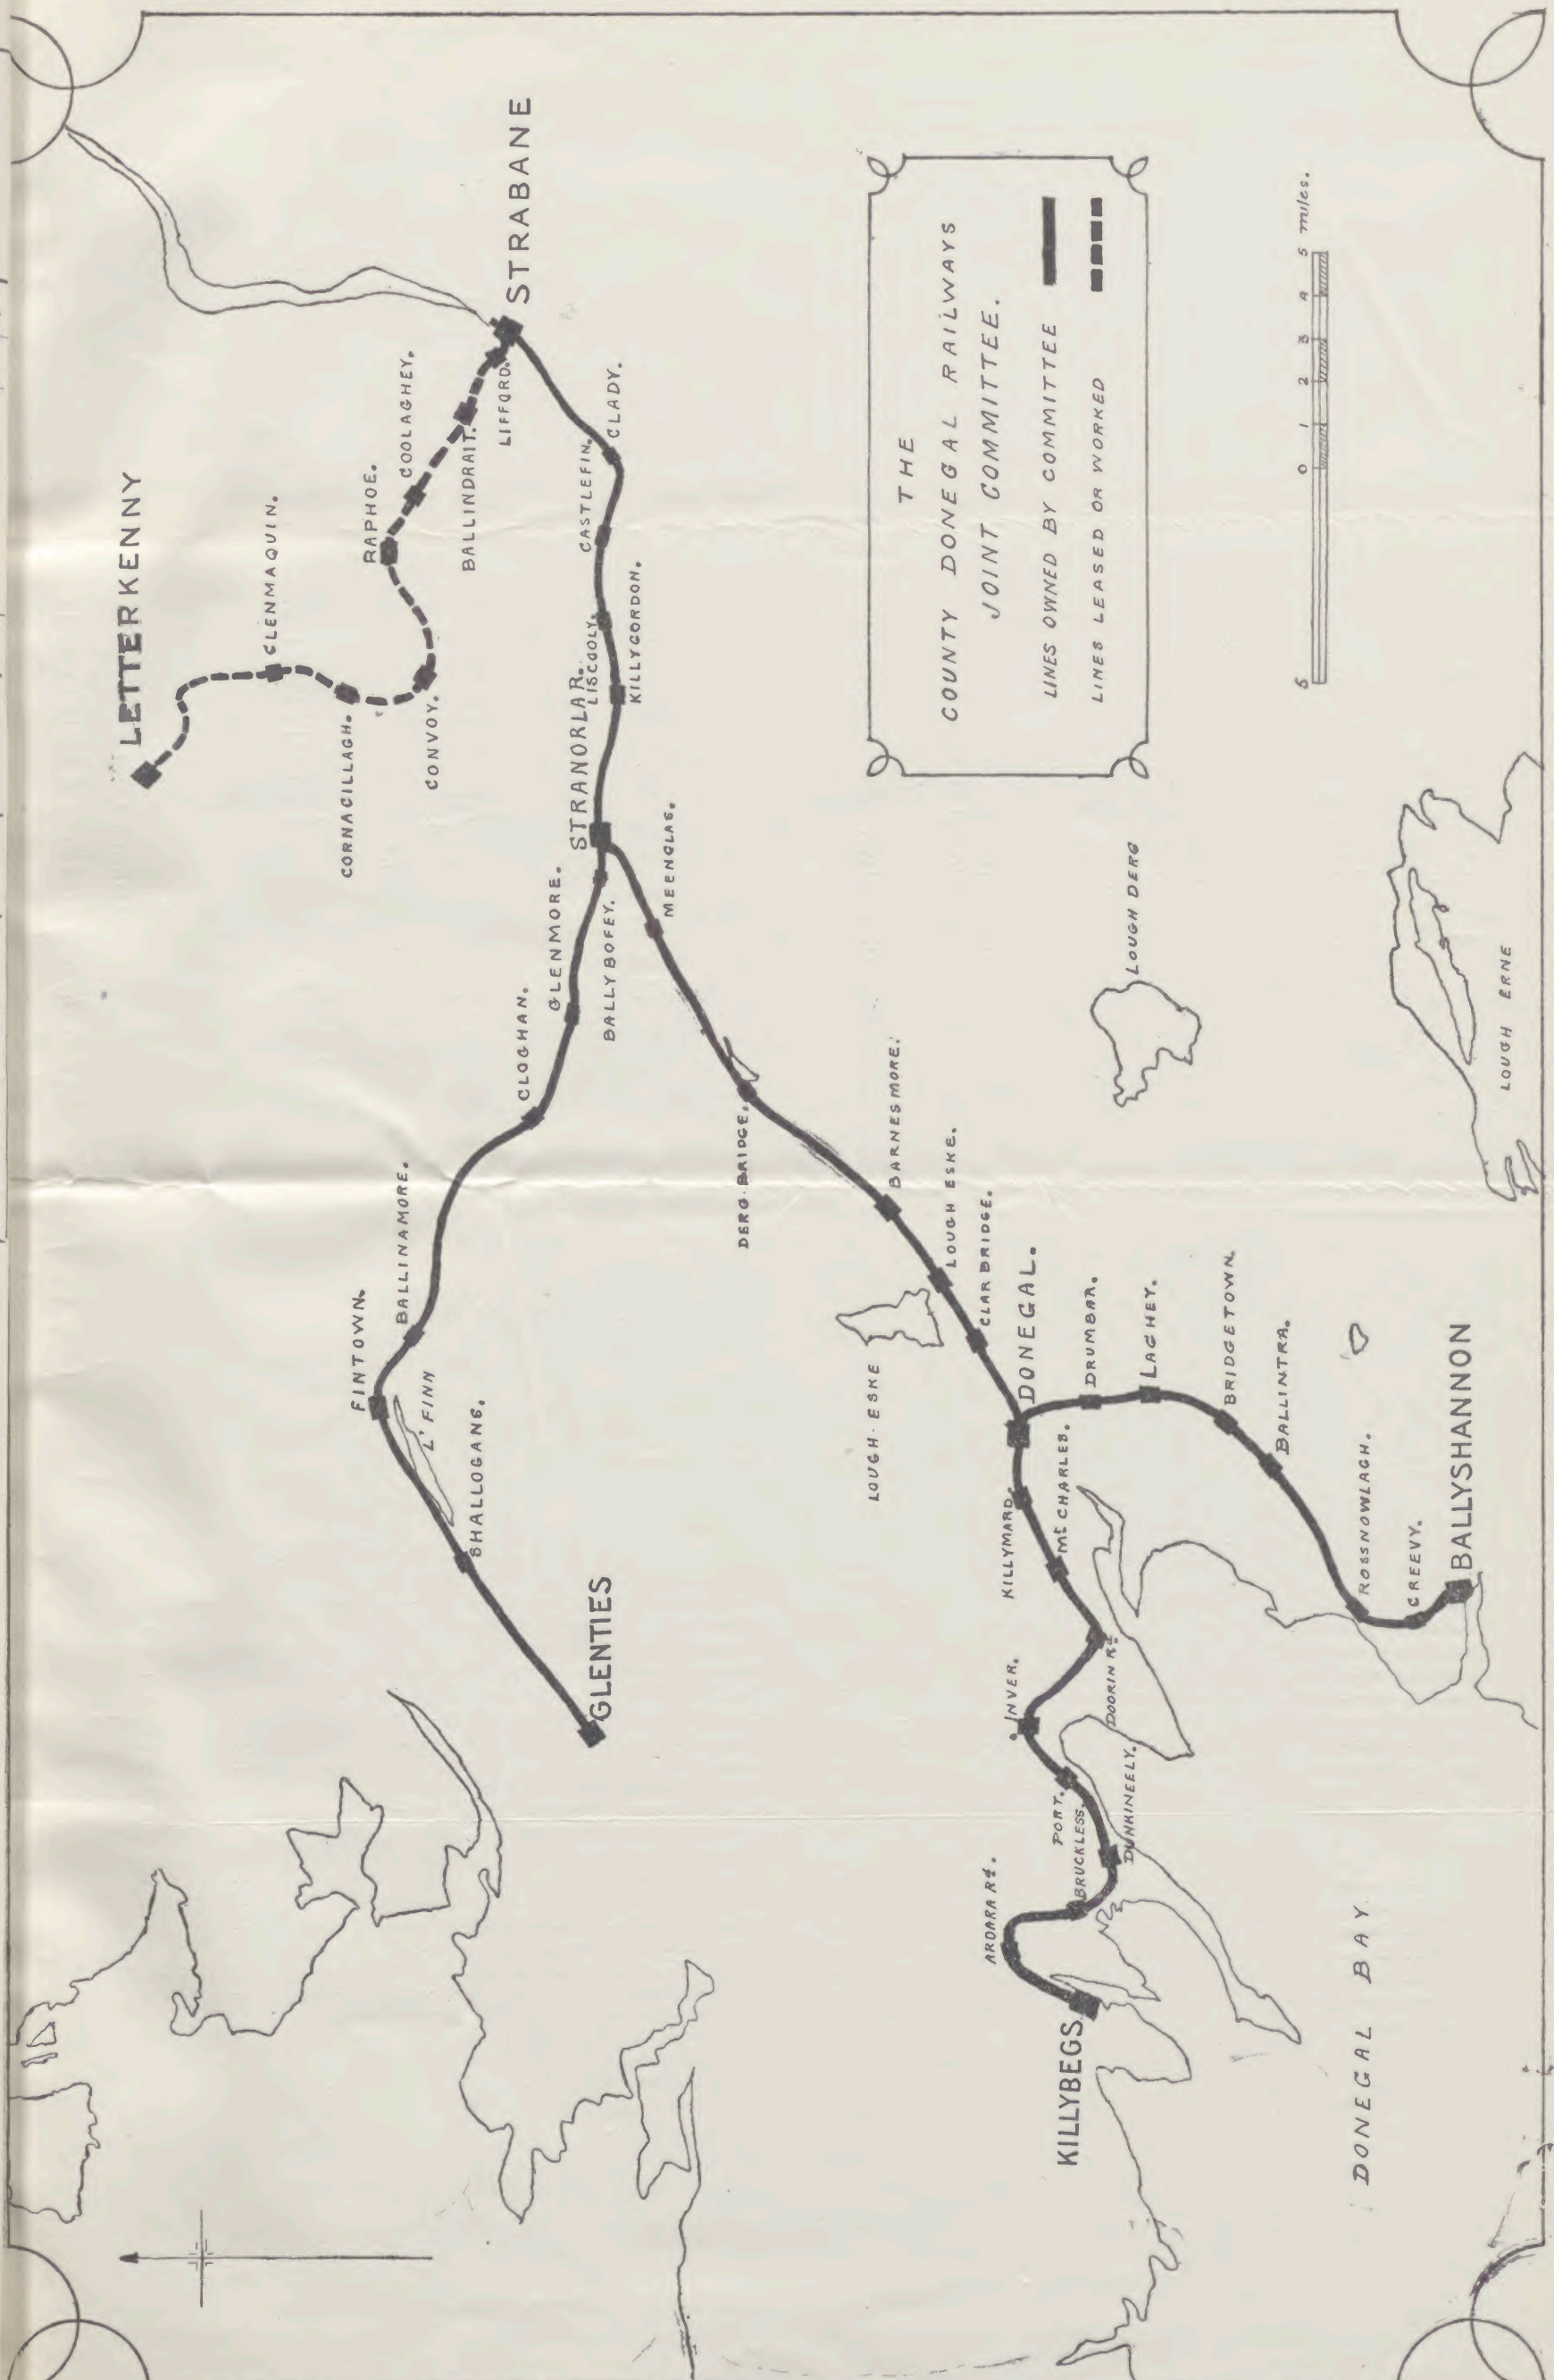 THE
COUNTY DONEGAL RAILWAYS
JOINT COMMITTEE.
LINES OWNED BY COMMITTEE
LINES LEASED OR WORKED
5 0 1 2 3 4 5 miles.
LETTERKENNY
GLENMAQUIN.
CORNAGILLAGH.
CONVOY.
RAPHOE.
COOLAGHEY.
BALLINDRAIT.
LIFFORD.
STRABANE
CLADY.
CASTLEFIN.
LISCOOLY.
KILLYGORDON.
STRANORLAR.
BALLYBOFEY.
GLENMORE.
CLOGHAN.
BALLINAMORE.
FINTOWN.
L' FINN
SHALLOGANS.
GLENTIES
MEENGLAS.
DERG·BRIDGE.
BARNESMORE.
LOUGH ESKE.
LOUGH·ESKE
CLAR BRIDGE.
DONEGAL.
DRUMBAR.
LAGHEY.
BRIDGETOWN.
BALLINTRA.
ROSSNOWLAGH.
CREEVY.
BALLYSHANNON
KILLYMARD.
Mt CHARLES.
DOORIN Rd.
INVER.
PORT.
DUNKINEELY.
BRUCKLESS.
ARDARA Rd.
KILLYBEGS
LOUGH DERG
LOUGH ERNE
DONEGAL BAY